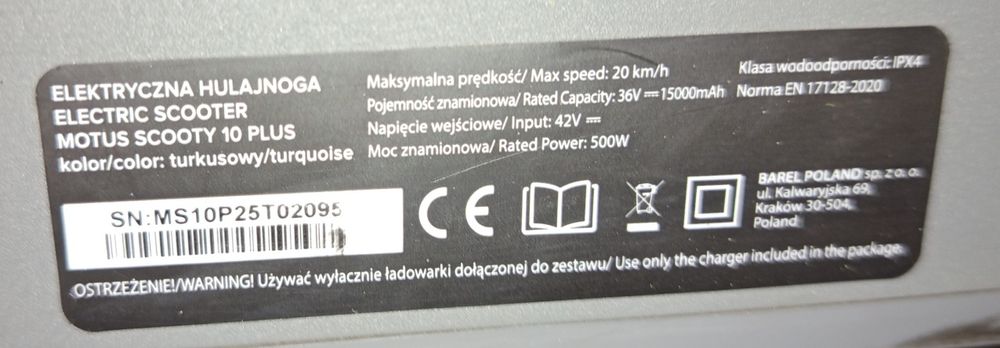 ELEKTRYCZNA HULAJNOGA
ELECTRIC SCOOTER
MOTUS SCOOTY 10 PLUS
kolor/color: turkusowy/turquoise
Maksymalna prędkość/ Max speed: 20 km/h
Pojemność znamionowa/ Rated Capacity: 36V⎓15000mAh
Napięcie wejściowe/ Input: 42V ⎓
Moc znamionowa/ Rated Power: 500W
Klasa wodoodporności: IPX4
Norma EN 17128-2020
SN:MS10P25T02095
CE
BAREL POLAND sp. z o. o.
ul. Kalwaryjska 69,
Kraków 30-504,
Poland
OSTRZEŻENIE!/WARNING! Używać wyłacznie ładowarki dołączonej do zestawu/ Use only the charger included in the package.